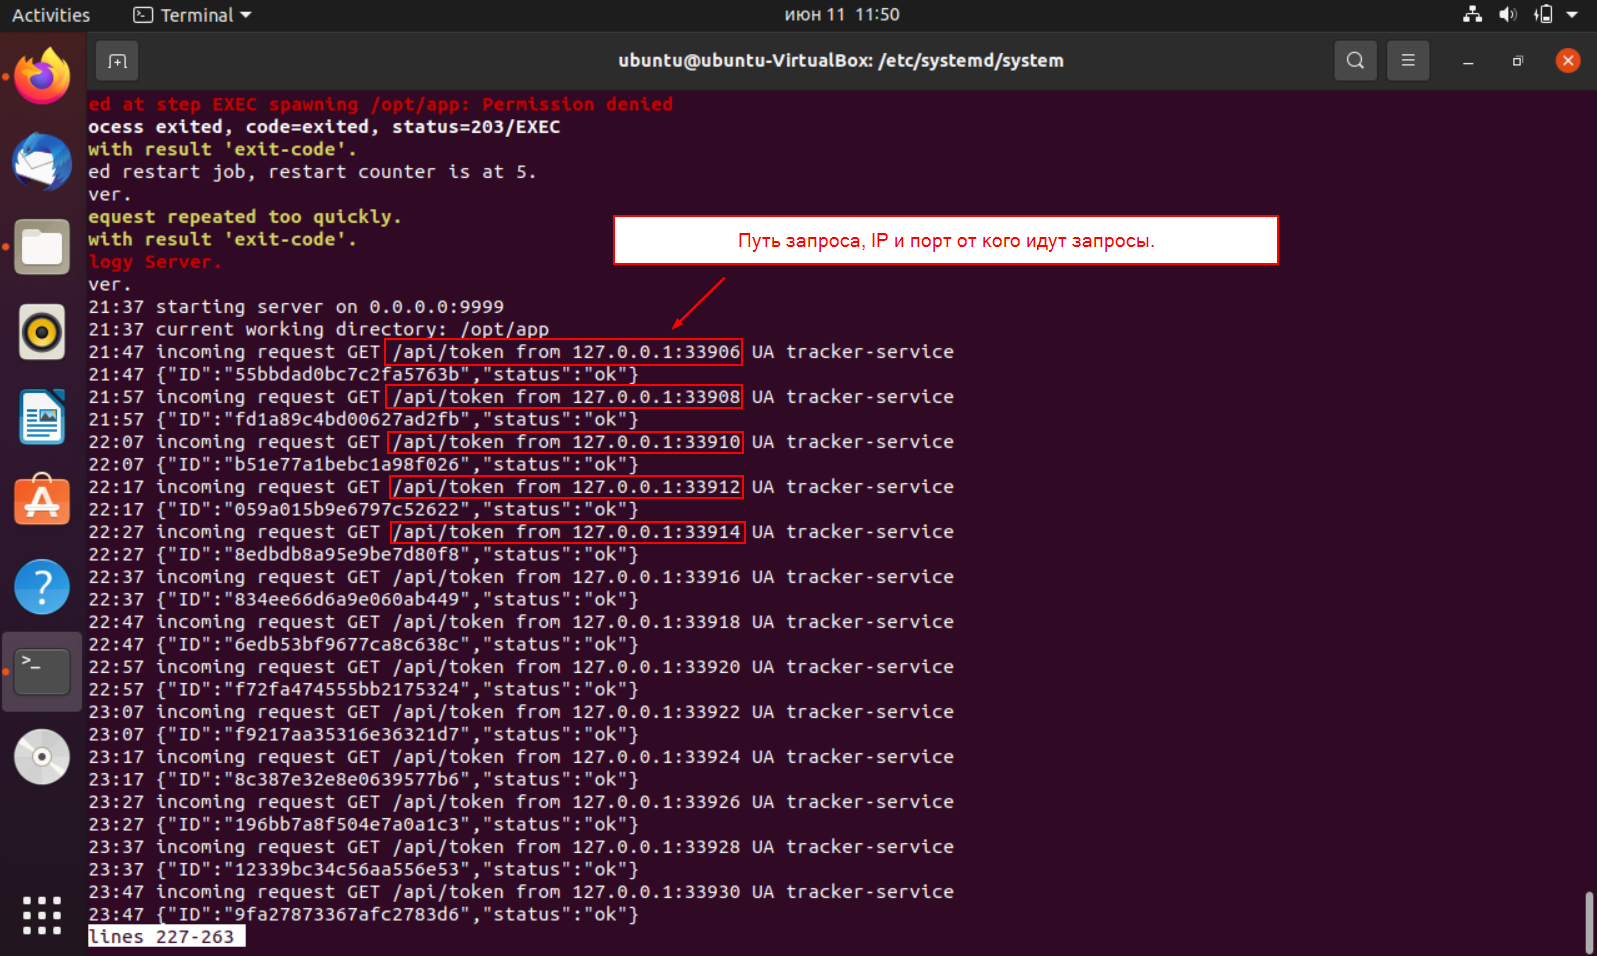 Activities
Terminal
июн 11 11:50
ubuntu@ubuntu-VirtualBox: /etc/systemd/system
ed at step EXEC spawning /opt/app: Permission denied
ocess exited, code=exited, status=203/EXEC
with result 'exit-code'.
ed restart job, restart counter is at 5.
ver.
equest repeated too quickly.
with result 'exit-code'.
logy Server.
ver.
Путь запроса, IP и порт от кого идут запросы.
21:37 starting server on 0.0.0.0:9999
21:37 current working directory: /opt/app
21:47 incoming request GET /api/token from 127.0.0.1:33906 UA tracker-service
21:47 {"ID":"55bbdad0bc7c2fa5763b","status":"ok"}
21:57 incoming request GET /api/token from 127.0.0.1:33908 UA tracker-service
21:57 {"ID":"fd1a89c4bd00627ad2fb","status":"ok"}
22:07 incoming request GET /api/token from 127.0.0.1:33910 UA tracker-service
22:07 {"ID":"b51e77a1bebc1a98f026","status":"ok"}
22:17 incoming request GET /api/token from 127.0.0.1:33912 UA tracker-service
22:17 {"ID":"059a015b9e6797c52622","status":"ok"}
22:27 incoming request GET /api/token from 127.0.0.1:33914 UA tracker-service
22:27 {"ID":"8edbdb8a95e9be7d80f8","status":"ok"}
22:37 incoming request GET /api/token from 127.0.0.1:33916 UA tracker-service
22:37 {"ID":"834ee66d6a9e060ab449","status":"ok"}
22:47 incoming request GET /api/token from 127.0.0.1:33918 UA tracker-service
22:47 {"ID":"6edb53bf9677ca8c638c","status":"ok"}
22:57 incoming request GET /api/token from 127.0.0.1:33920 UA tracker-service
22:57 {"ID":"f72fa474555bb2175324","status":"ok"}
23:07 incoming request GET /api/token from 127.0.0.1:33922 UA tracker-service
23:07 {"ID":"f9217aa35316e36321d7","status":"ok"}
23:17 incoming request GET /api/token from 127.0.0.1:33924 UA tracker-service
23:17 {"ID":"8c387e32e8e0639577b6","status":"ok"}
23:27 incoming request GET /api/token from 127.0.0.1:33926 UA tracker-service
23:27 {"ID":"196bb7a8f504e7a0a1c3","status":"ok"}
23:37 incoming request GET /api/token from 127.0.0.1:33928 UA tracker-service
23:37 {"ID":"12339bc34c56aa556e53","status":"ok"}
23:47 incoming request GET /api/token from 127.0.0.1:33930 UA tracker-service
23:47 {"ID":"9fa27873367afc2783d6","status":"ok"}
lines 227-263